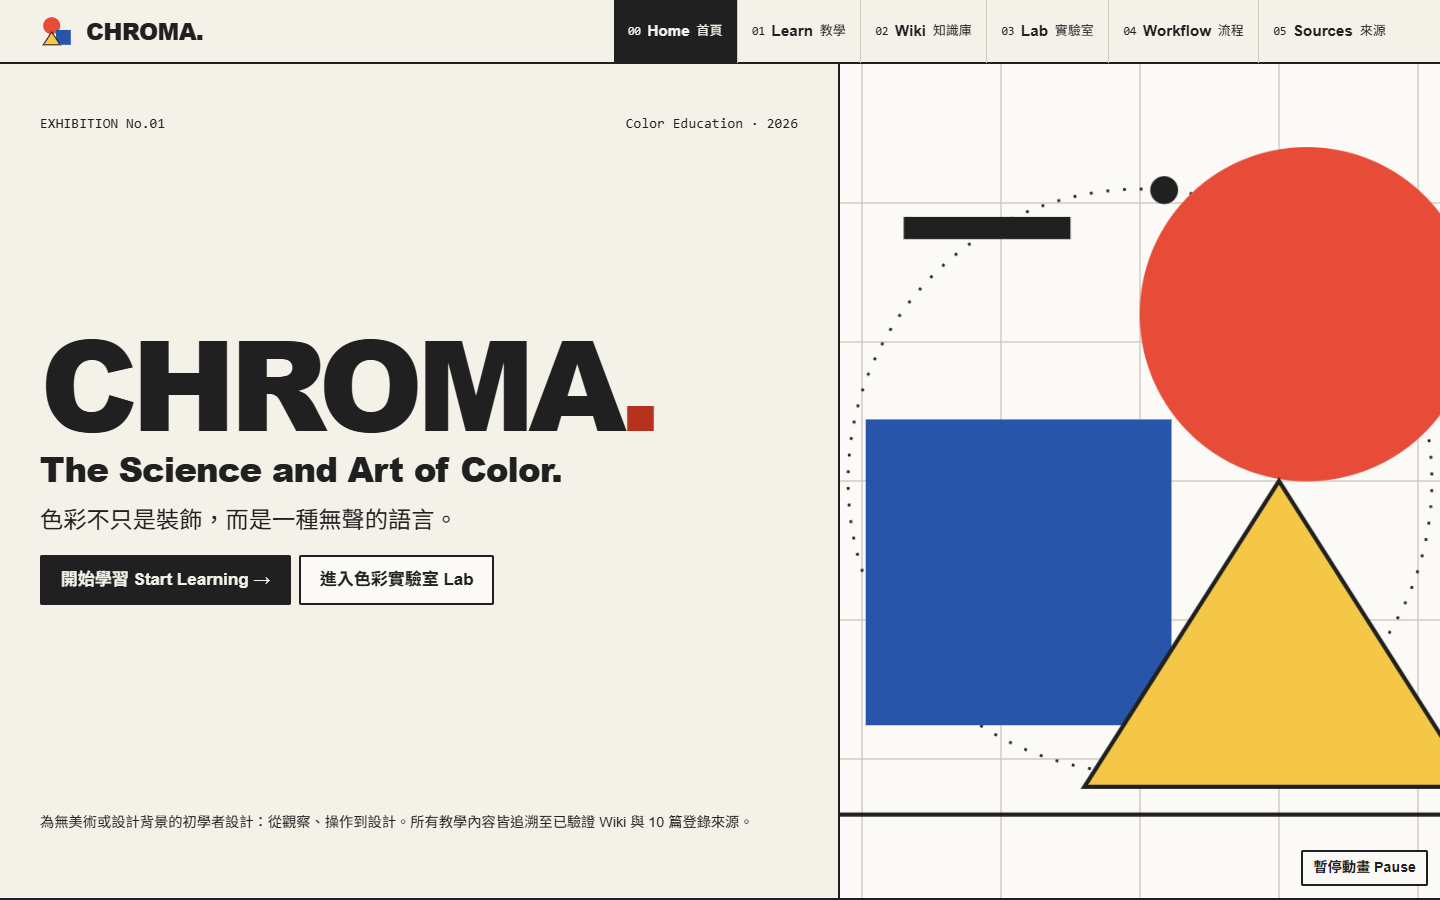 CHROMA.
00 Home 首頁
01 Learn 教學
02 Wiki 知識庫
03 Lab 實驗室
04 Workflow 流程
05 Sources 來源
EXHIBITION No.01
Color Education · 2026
CHROMA.
The Science and Art of Color.
色彩不只是裝飾，而是一種無聲的語言。
開始學習 Start Learning →
進入色彩實驗室 Lab
為無美術或設計背景的初學者設計：從觀察、操作到設計。所有教學內容皆追溯至已驗證 Wiki 與 10 篇登錄來源。
暫停動畫 Pause